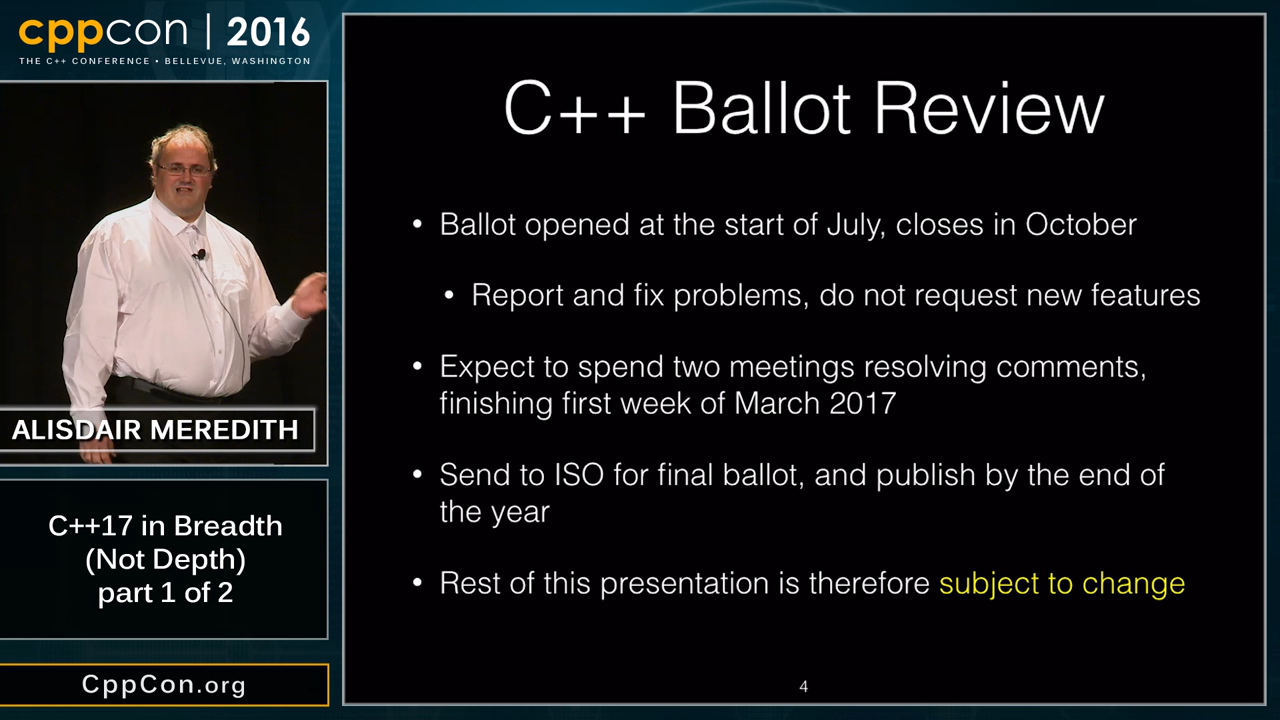 cppcon | 2016
THE C++ CONFERENCE • BELLEVUE, WASHINGTON
ALISDAIR MEREDITH
C++17 in Breadth
(Not Depth)
part 1 of 2
CppCon.org
C++ Ballot Review
• Ballot opened at the start of July, closes in October
• Report and fix problems, do not request new features
• Expect to spend two meetings resolving comments,
finishing first week of March 2017
• Send to ISO for final ballot, and publish by the end of
the year
• Rest of this presentation is therefore subject to change
4